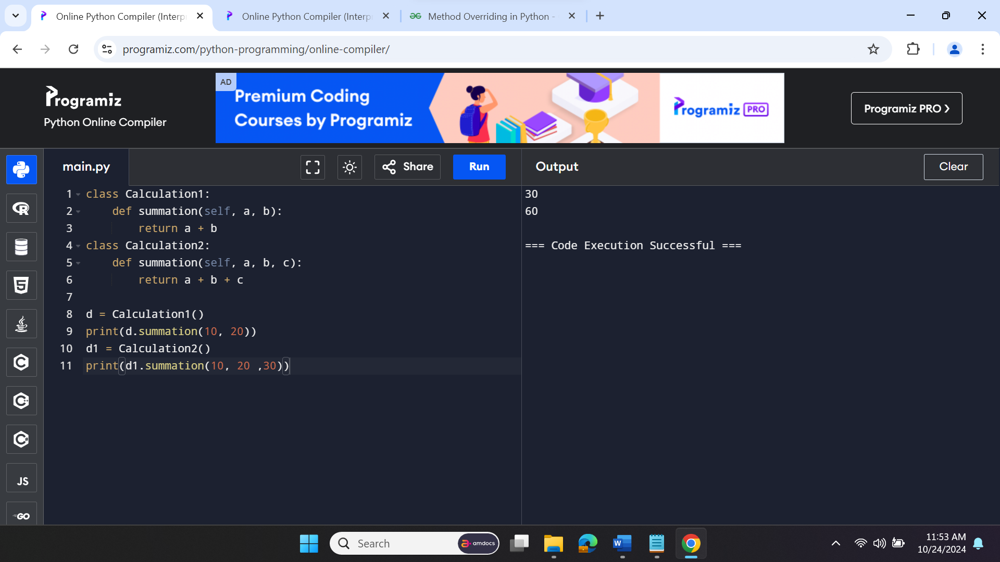 Online Python Compiler (Interp
Online Python Compiler (Interp
Method Overriding in Python -
programiz.com/python-programming/online-compiler/
Programiz
Python Online Compiler
AD
Premium Coding
Courses by Programiz
Programiz PRO
Programiz PRO ❯
main.py
Share
Run
Output
Clear
1 class Calculation1:
2     def summation(self, a, b):
3         return a + b
4 class Calculation2:
5     def summation(self, a, b, c):
6         return a + b + c
7
8 d = Calculation1()
9 print(d.summation(10, 20))
10 d1 = Calculation2()
11 print(d1.summation(10, 20 ,30))
30
60
=== Code Execution Successful ===
R
5
C
C++
C#
JS
GO
Search
amdocs
W
11:53 AM
10/24/2024